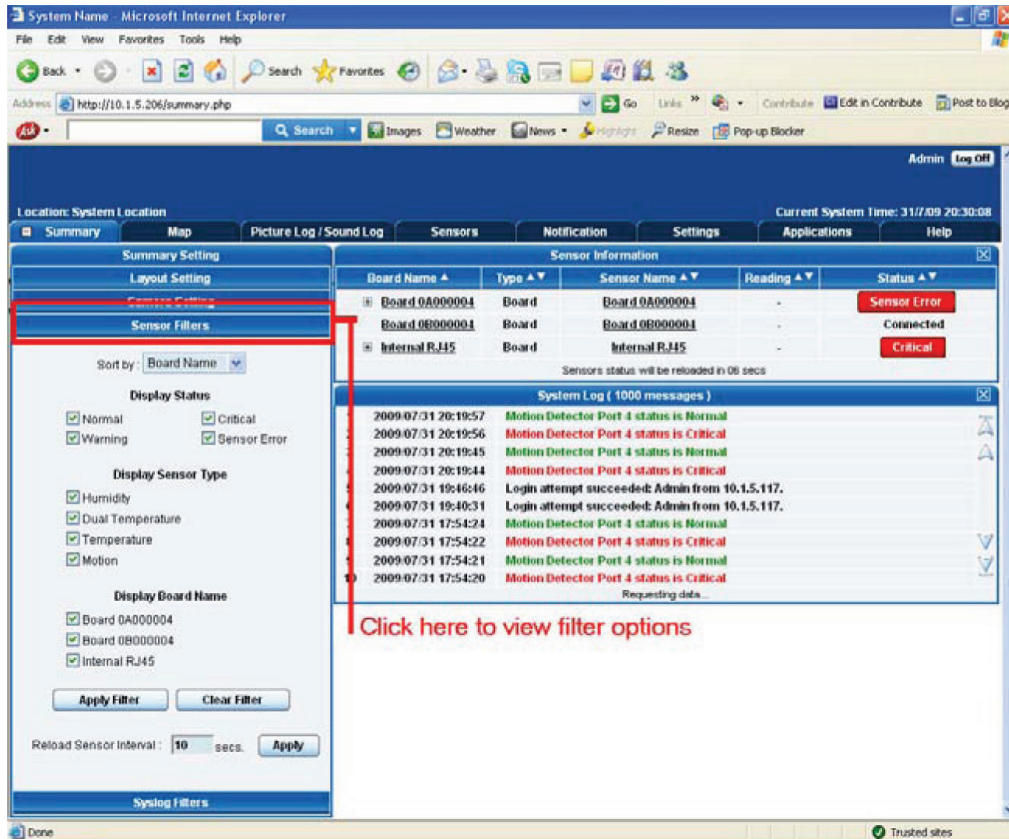 System Name - Microsoft Internet Explorer
File Edit View Favorites Tools Help
Back Search Favorites
Address http://10.1.5.206/summary.php Go Links Contribute Edit in Contribute Post to Blog
Ask Search Images Weather News Highlight Resize Pop-up Blocker
Admin Log Off
Location: System Location Current System Time: 31/7/09 20:30:08
Summary Map Picture Log / Sound Log Sensors Notification Settings Applications Help
Summary Setting
Layout Setting
Sensor Filters
Sort by : Board Name
Display Status
Normal Critical
Warning Sensor Error
Display Sensor Type
Humidity
Dual Temperature
Temperature
Motion
Display Board Name
Board 0A000004
Board 0B000004
Internal RJ45
Apply Filter Clear Filter
Reload Sensor Interval : 10 secs. Apply
Syslog Filters
Sensor Information
Board Name Type Sensor Name Reading Status
Board 0A000004 Board Board 0A000004 - Sensor Error
Board 0B000004 Board Board 0B000004 - Connected
Internal RJ45 Board Internal RJ45 - Critical
Sensors status will be reloaded in 06 secs
System Log ( 1000 messages )
2009/07/31 20:19:57 Motion Detector Port 4 status is Normal
2009/07/31 20:19:56 Motion Detector Port 4 status is Critical
2009/07/31 20:19:45 Motion Detector Port 4 status is Normal
2009/07/31 20:19:44 Motion Detector Port 4 status is Critical
2009/07/31 19:46:46 Login attempt succeeded: Admin from 10.1.5.117.
2009/07/31 19:40:31 Login attempt succeeded: Admin from 10.1.5.117.
2009/07/31 17:54:24 Motion Detector Port 4 status is Normal
2009/07/31 17:54:22 Motion Detector Port 4 status is Critical
2009/07/31 17:54:21 Motion Detector Port 4 status is Normal
10 2009/07/31 17:54:20 Motion Detector Port 4 status is Critical
Requesting data...
Click here to view filter options
Done Trusted sites